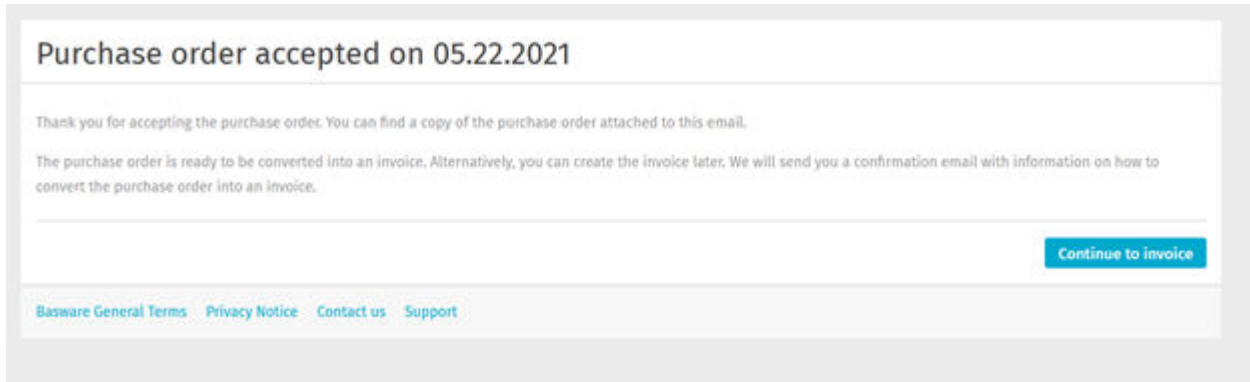 Purchase order accepted on 05.22.2021
Thank you for accepting the purchase order. You can find a copy of the purchase order attached to this email.
The purchase order is ready to be converted into an invoice. Alternatively, you can create the invoice later. We will send you a confirmation email with information on how to
convert the purchase order into an invoice.
Continue to invoice
Basware General Terms Privacy Notice Contact us Support